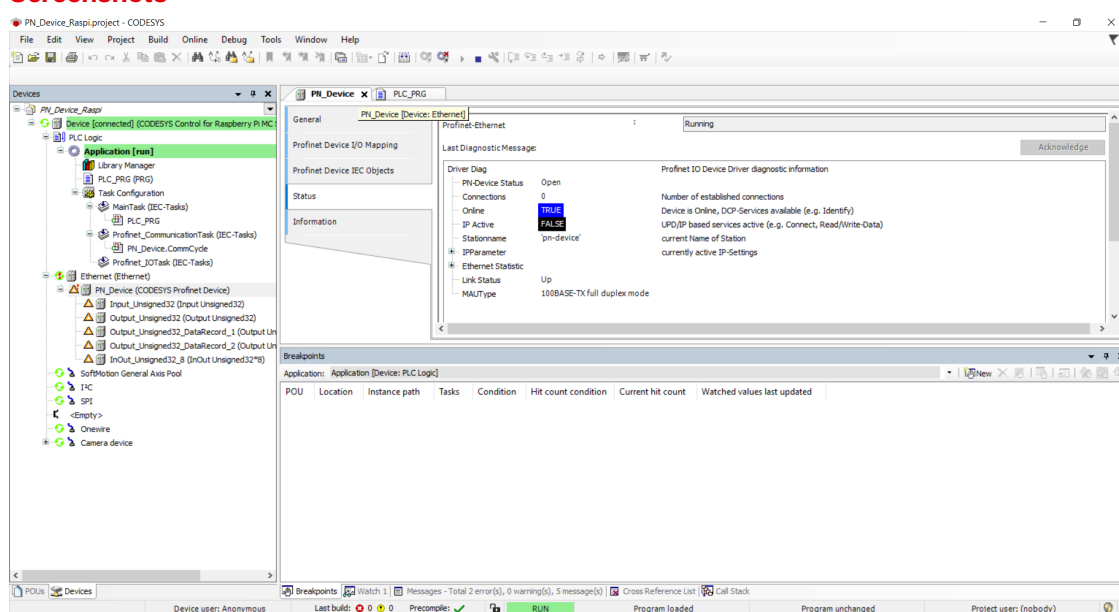 PN_Device_Raspi.project - CODESYS
File Edit View Project Build Online Debug Tools Window Help
Devices
PN_Device_Raspi
Device [connected] (CODESYS Control for Raspberry Pi MC
PLC Logic
Application [run]
Library Manager
PLC_PRG (PRG)
Task Configuration
MainTask (IEC-Tasks)
PLC_PRG
Profinet_CommunicationTask (IEC-Tasks)
PN_Device.CommCycle
Profinet_IOTask (IEC-Tasks)
Ethernet (Ethernet)
PN_Device (CODESYS Profinet Device)
Input_Unsigned32 (Input Unsigned32)
Output_Unsigned32 (Output Unsigned32)
Output_Unsigned32_DataRecord_1 (Output Un
Output_Unsigned32_DataRecord_2 (Output Un
InOut_Unsigned32_8 (InOut Unsigned32*8)
SoftMotion General Axis Pool
I²C
SPI
<Empty>
Onewire
Camera device
POUs Devices
PN_Device PLC_PRG
PN_Device [Device: Ethernet]
General
Profinet Device I/O Mapping
Profinet Device IEC Objects
Status
Information
Profinet-Ethernet : Running
Last Diagnostic Message: Acknowledge
Driver Diag Profinet IO Device Driver diagnostic information
PN-Device Status Open
Connections 0 Number of established connections
Online TRUE Device is Online, DCP-Services available (e.g. Identify)
IP Active FALSE UPD/IP based services active (e.g. Connect, Read/Write-Data)
Stationname 'pn-device' current Name of Station
IPParameter currently active IP-Settings
Ethernet Statistic
Link Status Up
MAUType 100BASE-TX full duplex mode
Breakpoints
Application: Application [Device: PLC Logic] New
POU Location Instance path Tasks Condition Hit count condition Current hit count Watched values last updated
Breakpoints Watch 1 Messages - Total 2 error(s), 0 warning(s), 5 message(s) Cross Reference List Call Stack
Device user: Anonymous Last build: 0 0 Precompile: RUN Program loaded Program unchanged Project user: (nobody)